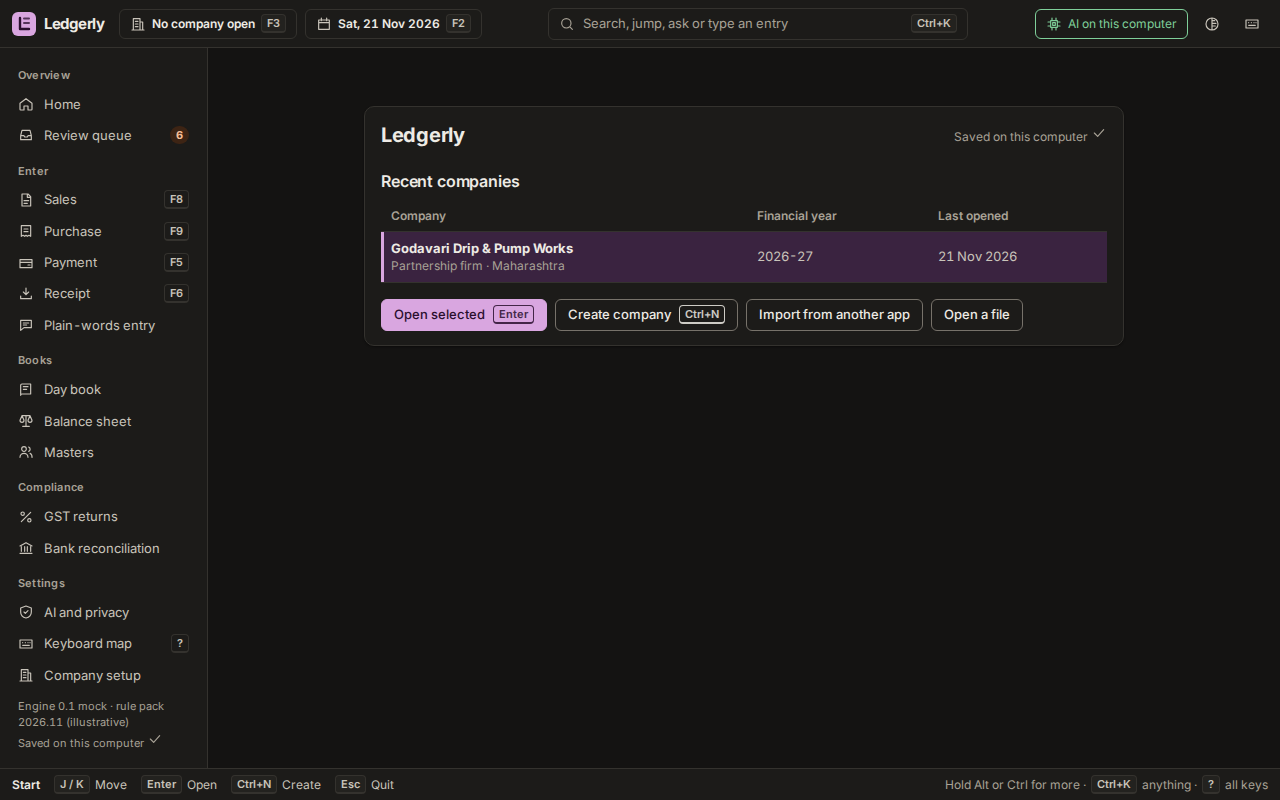 Ledgerly
No company open F3
Sat, 21 Nov 2026 F2
Search, jump, ask or type an entry Ctrl+K
AI on this computer
Overview
Home
Review queue 6
Enter
Sales F8
Purchase F9
Payment F5
Receipt F6
Plain-words entry
Books
Day book
Balance sheet
Masters
Compliance
GST returns
Bank reconciliation
Settings
AI and privacy
Keyboard map ?
Company setup
Engine 0.1 mock · rule pack
2026.11 (illustrative)
Saved on this computer
Ledgerly
Saved on this computer
Recent companies
Company Financial year Last opened
Godavari Drip & Pump Works
Partnership firm · Maharashtra
2026-27
21 Nov 2026
Open selected Enter
Create company Ctrl+N
Import from another app
Open a file
Start J / K Move Enter Open Ctrl+N Create Esc Quit
Hold Alt or Ctrl for more · Ctrl+K anything · ? all keys